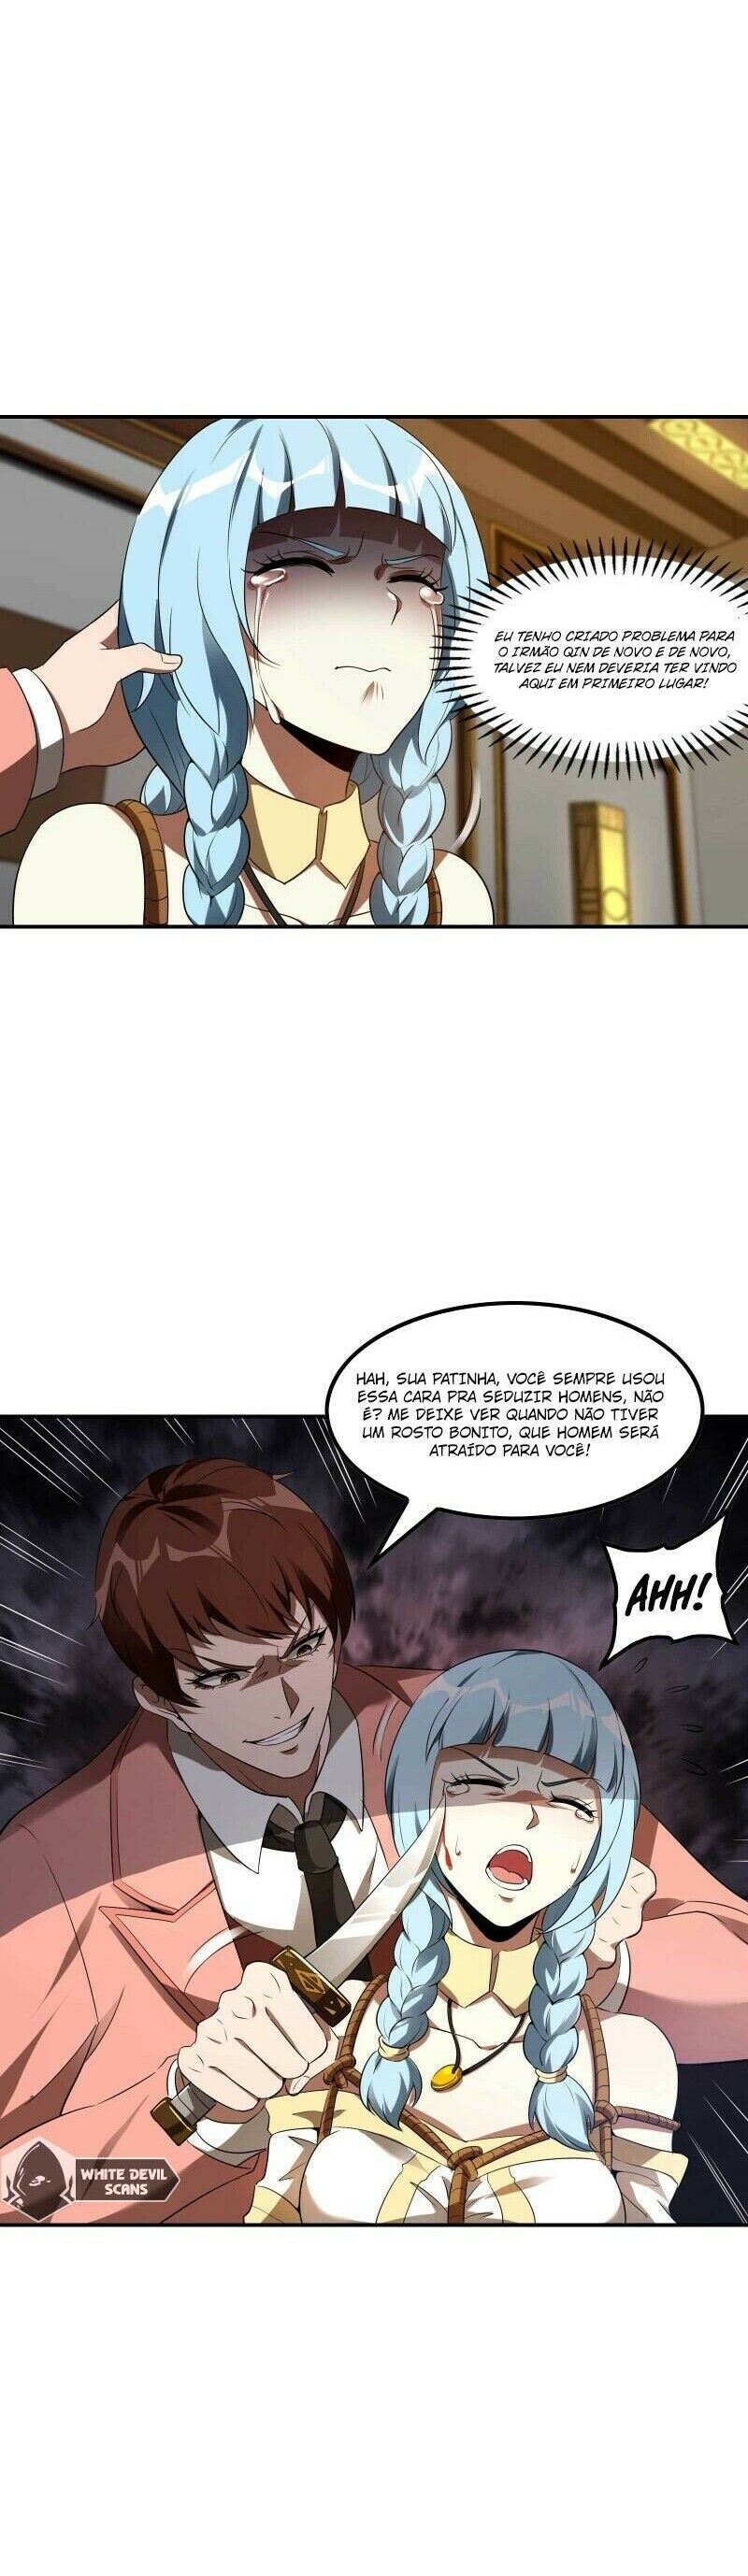 EU TENHO CRIADO PROBLEMA PARA
O IRMÃO QIN DE NOVO E DE NOVO,
TALVEZ EU NEM DEVERIA TER VINDO
AQUI EM PRIMEIRO LUGAR!
HAH, SUA PATINHA, VOCÊ SEMPRE USOU
ESSA CARA PRA SEDUZIR HOMENS, NÃO
É? ME DEIXE VER QUANDO NÃO TIVER
UM ROSTO BONITO, QUE HOMEM SERÁ
ATRAÍDO PARA VOCÊ!
AHH!
WHITE DEVIL
SCANS